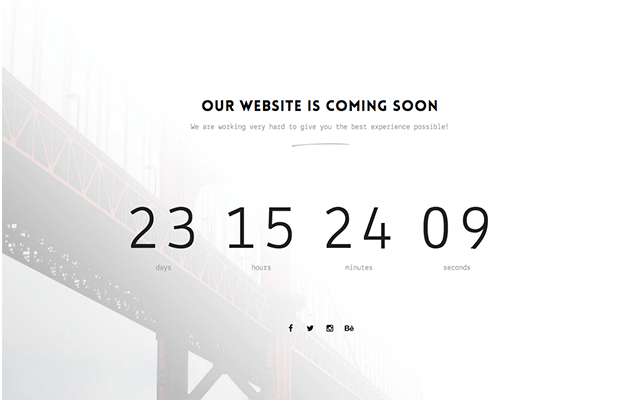 OUR WEBSITE IS COMING SOON
We are working very hard to give you the best experience possible!
23 15 24 09
days hours minutes seconds
Bē